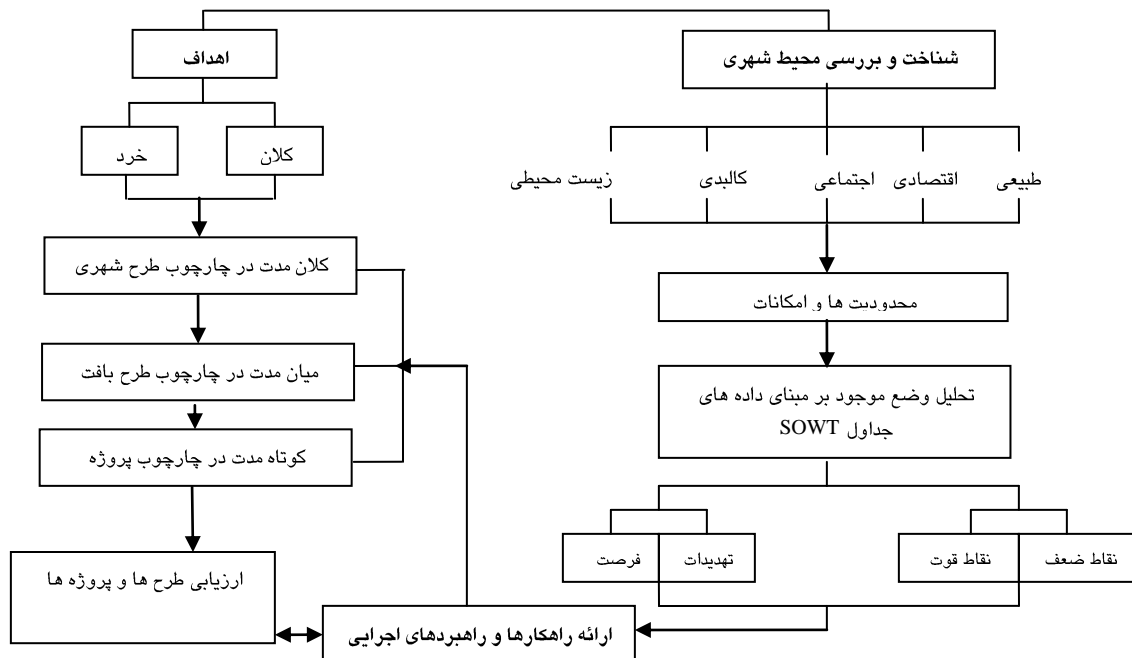 شناخت و بررسی محیط شهری
اهداف
کلان
خرد
طبیعی
اقتصادی
اجتماعی
کالبدی
زیست محیطی
کلان مدت در چارچوب طرح شهری
محدودیت ها و امکانات
میان مدت در چارچوب طرح بافت
تحلیل وضع موجود بر مبنای داده های
جداول SOWT
کوتاه مدت در چارچوب پروژه
نقاط ضعف
نقاط قوت
تهدیدات
فرصت
ارزیابی طرح ها و پروژه ها
ارائه راهکارها و راهبردهای اجرایی